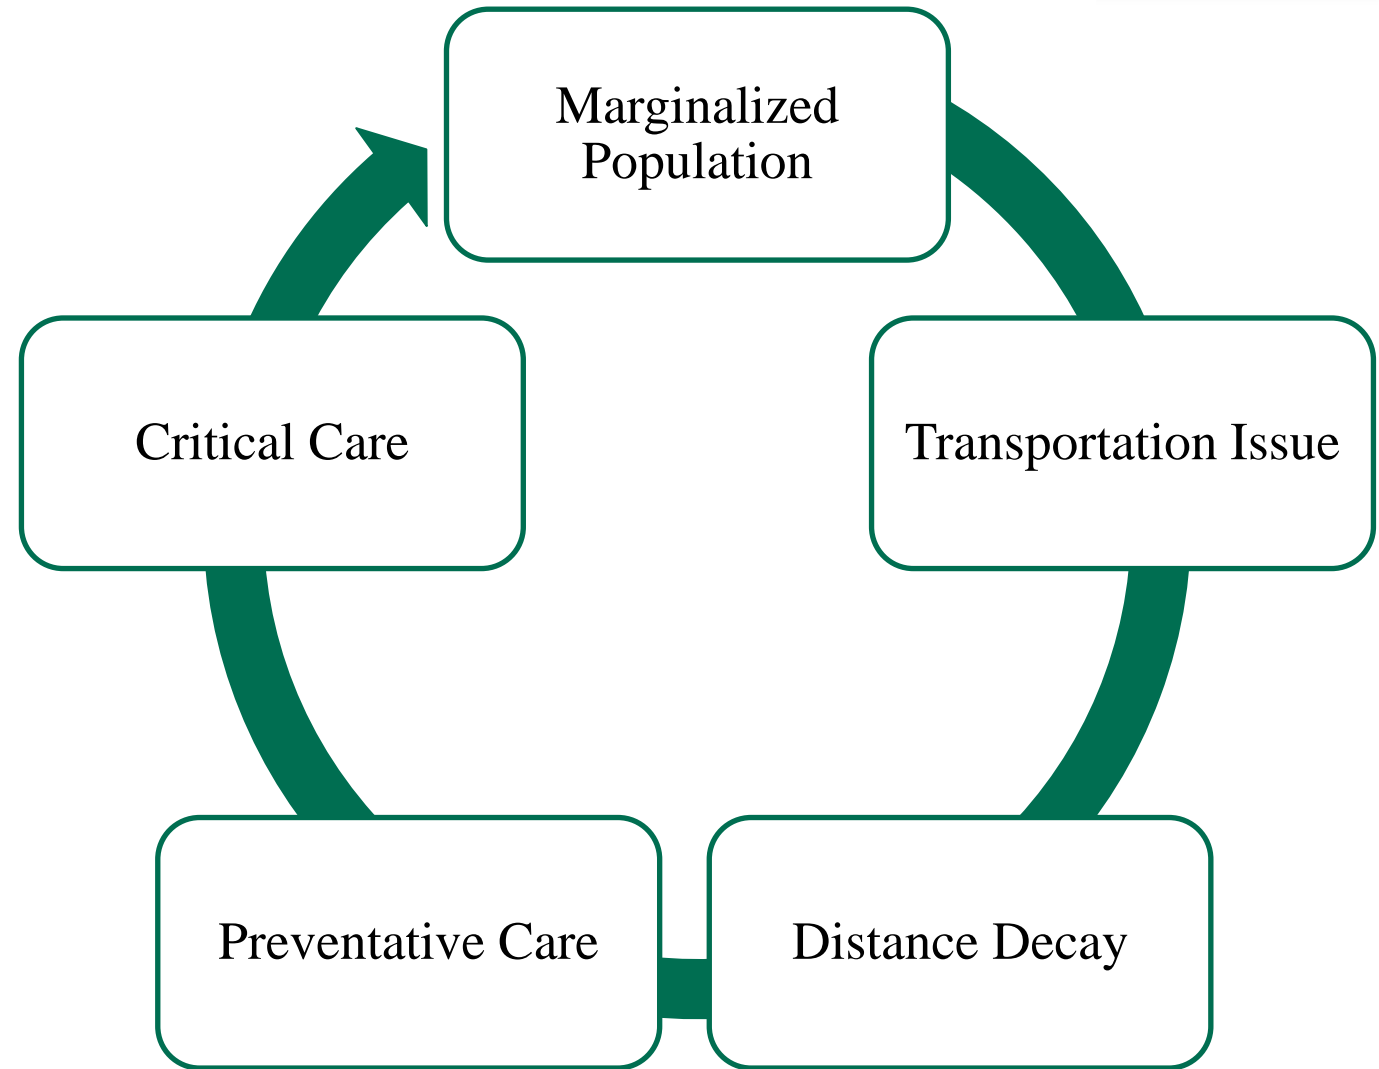 Marginalized
Population
Transportation Issue
Distance Decay
Preventative Care
Critical Care